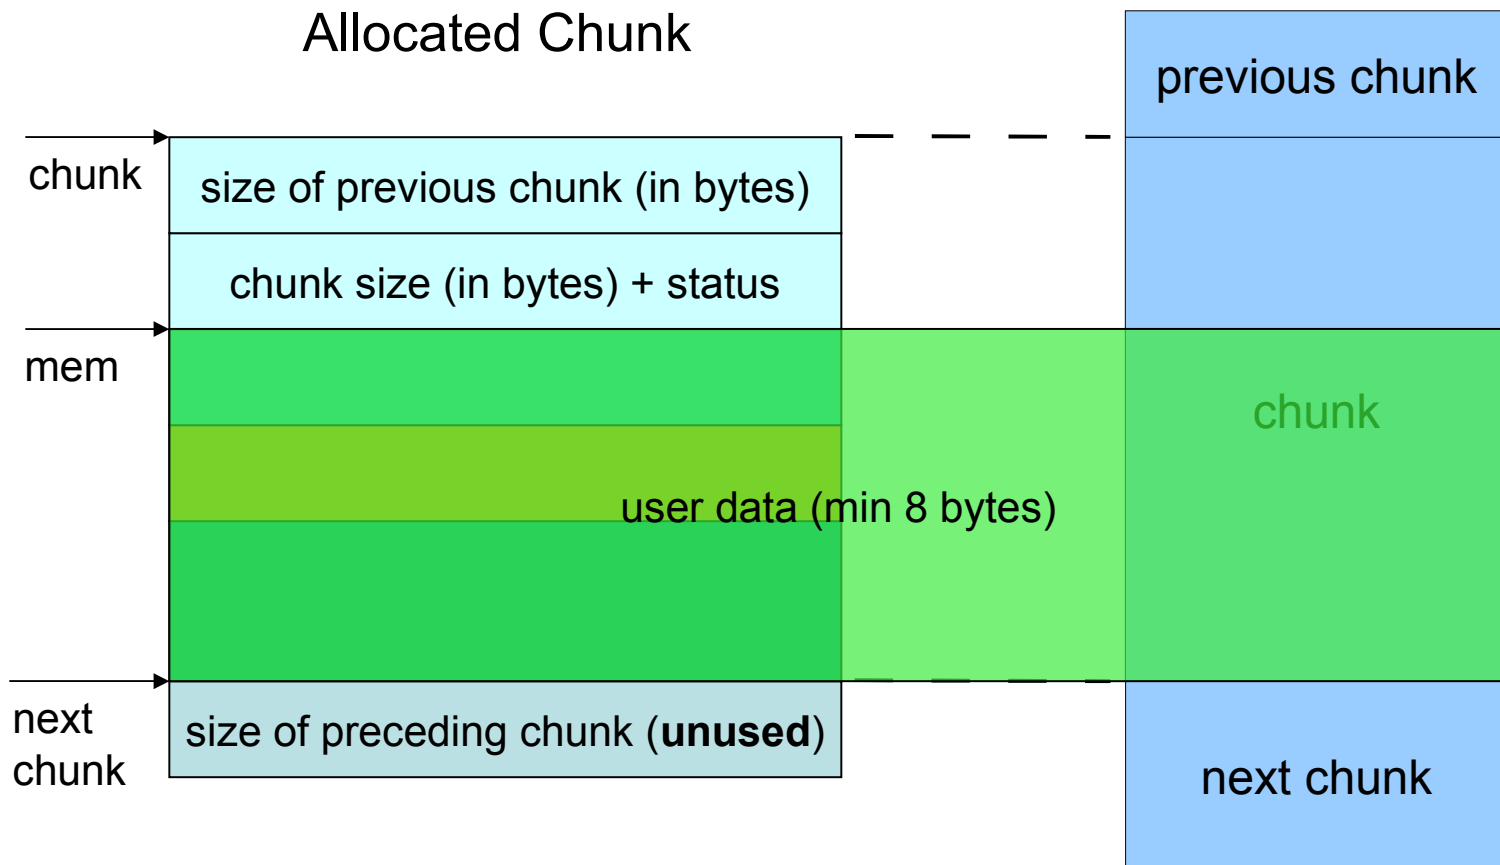 Allocated Chunk
previous chunk
chunk
size of previous chunk (in bytes)
chunk size (in bytes) + status
mem
chunk
user data (min 8 bytes)
next
chunk
size of preceding chunk (unused)
next chunk